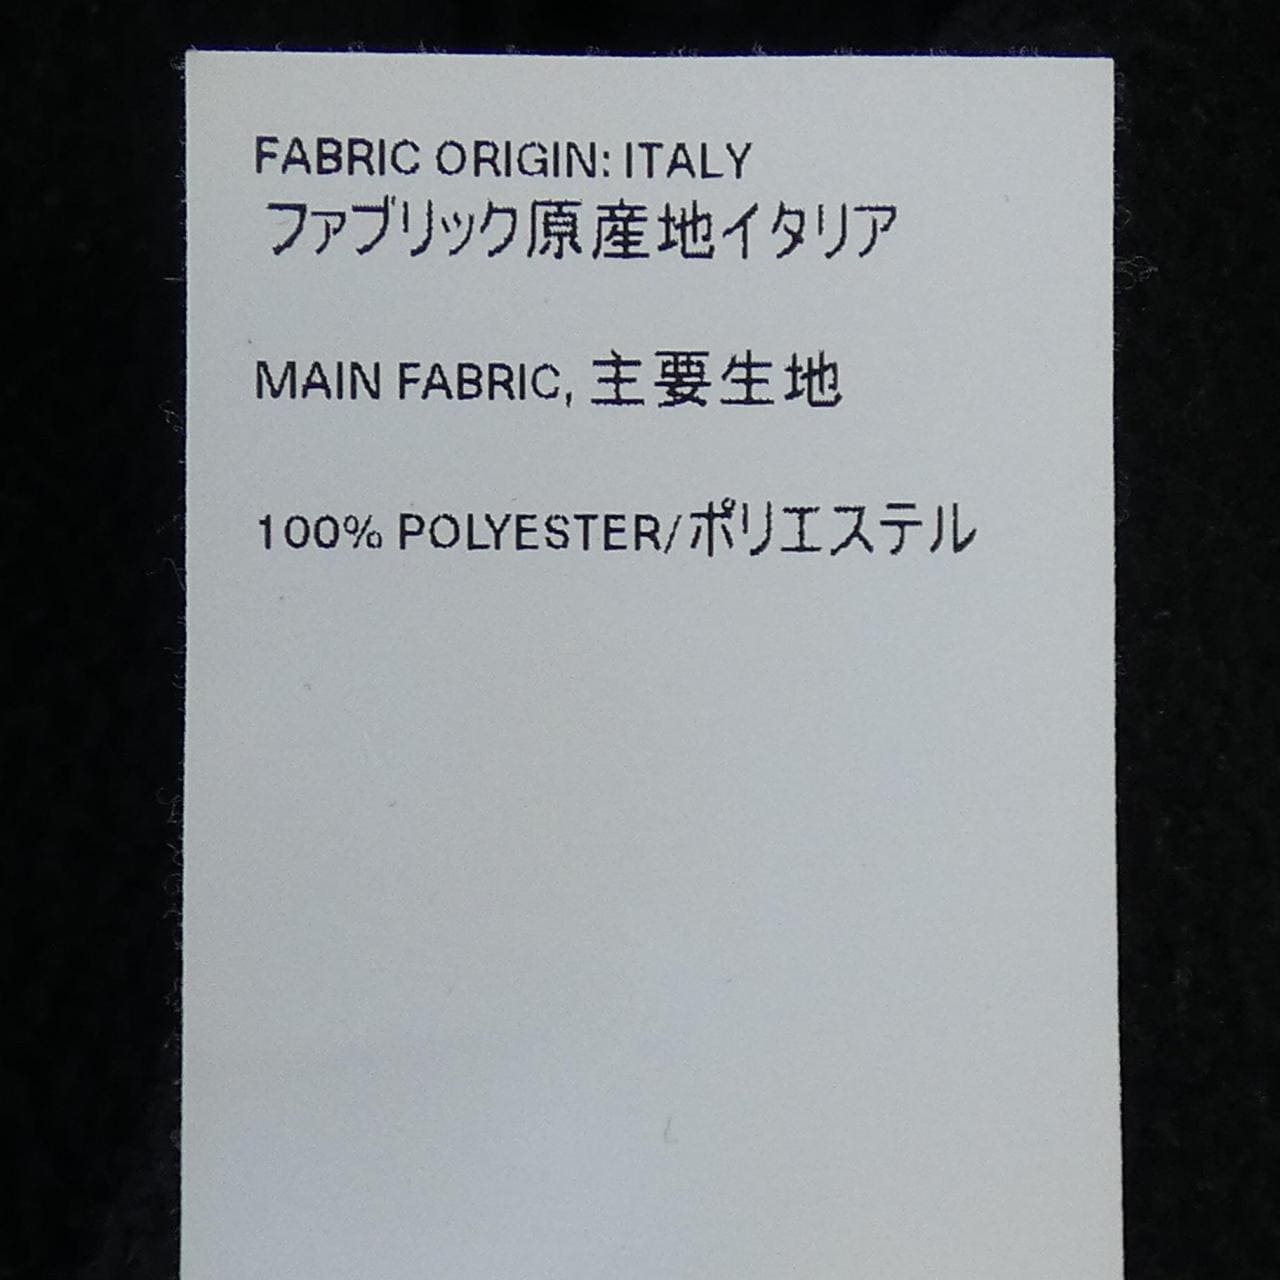 FABRIC ORIGIN: ITALY
ファブリック原産地イタリア
MAIN FABRIC, 主要生地
100% POLYESTER/ポリエステル